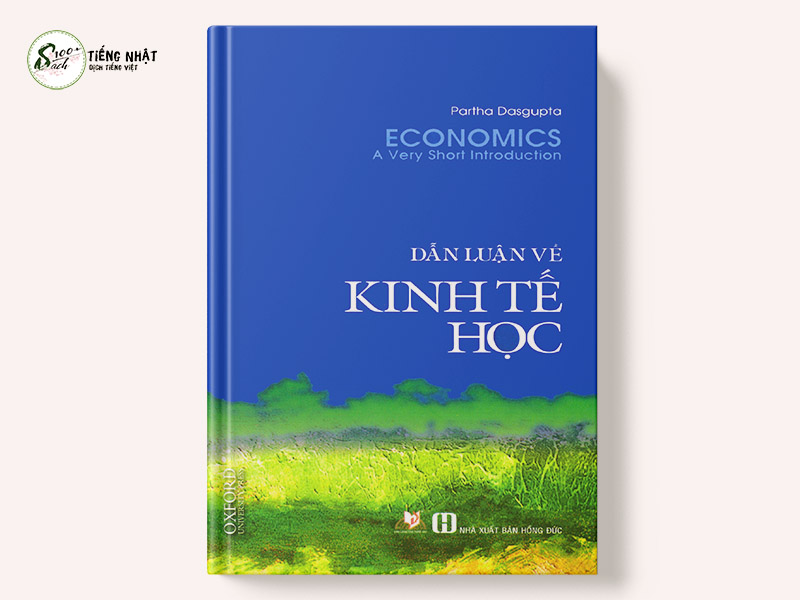 100+
Sách
TIẾNG NHẬT
DỊCH TIẾNG VIỆT
Partha Dasgupta
ECONOMICS
A Very Short Introduction
DẪN LUẬN VỀ
KINH TẾ
HỌC
OXFORD
UNIVERSITY PRESS
NHÀ XUẤT BẢN HỒNG ĐỨC